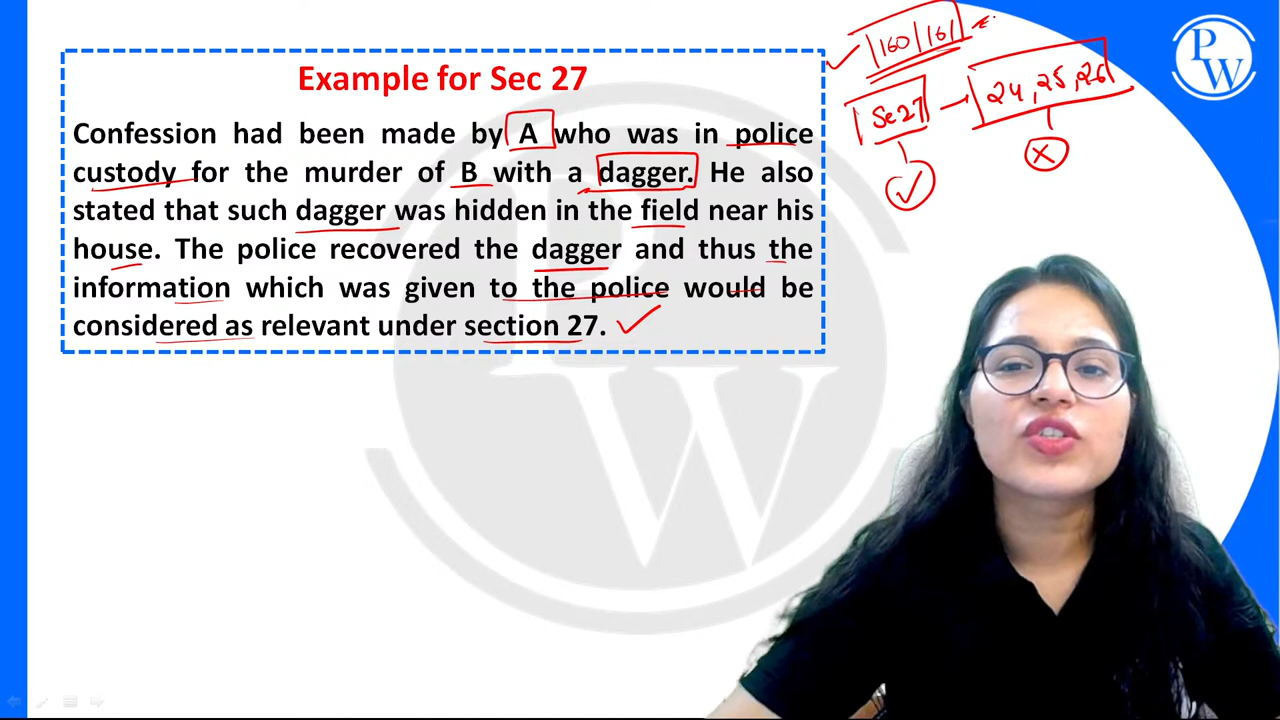 Example for Sec 27
Confession had been made by A who was in police
custody for the murder of B with a dagger. He also
stated that such dagger was hidden in the field near his
house. The police recovered the dagger and thus the
information which was given to the police would be
considered as relevant under section 27.
160/161
Se 27
24, 25, 26
PW
PW